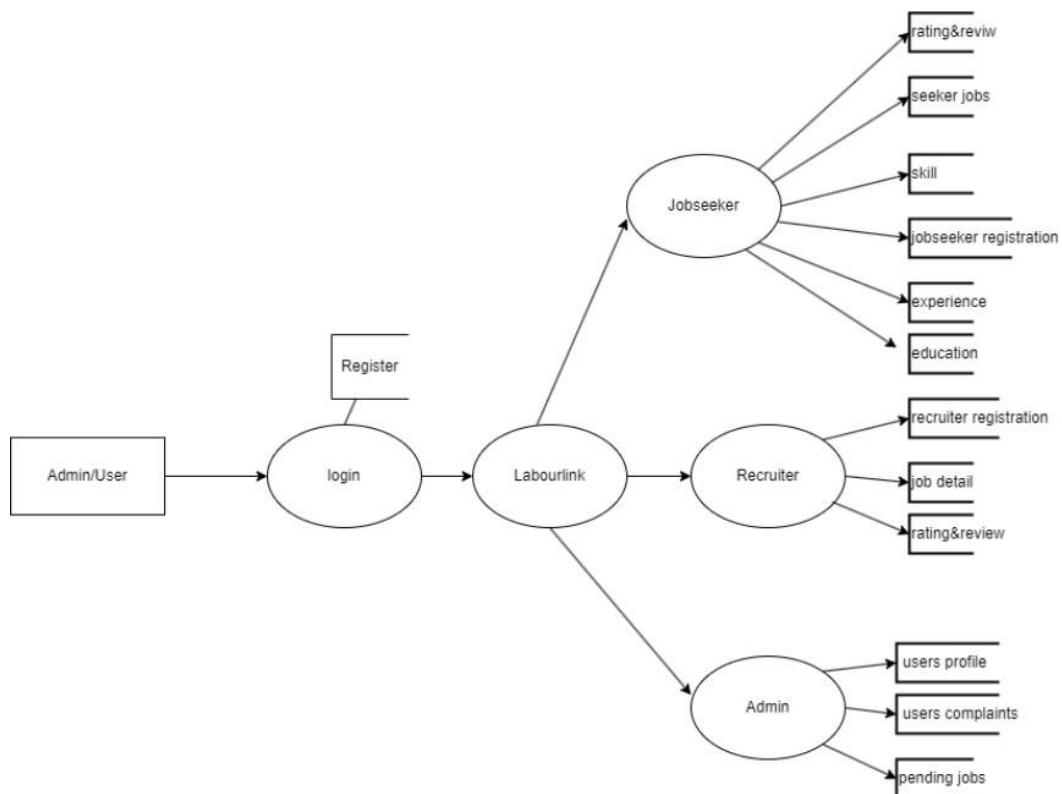 rating&reviw
seeker jobs
Jobseeker
skill
jobseeker registration
experience
education
Register
recruiter registration
Admin/User
login
Labourlink
Recruiter
job detail
rating&review
users profile
Admin
users complaints
pending jobs